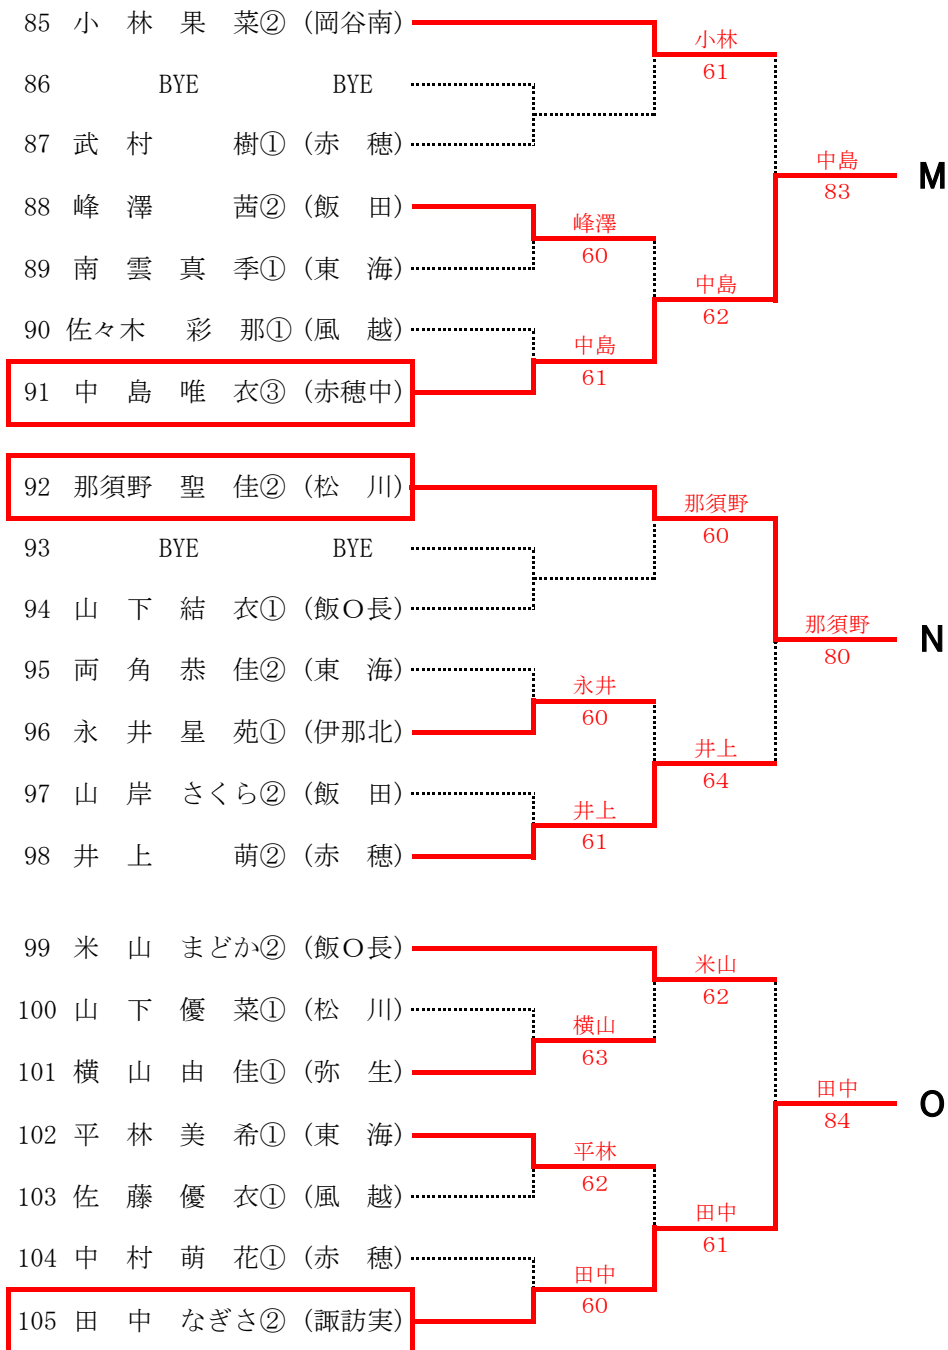 85 小 林 果 菜② (岡谷南)
小林
61
86 BYE BYE
87 武 村 樹① (赤 穂)
中島
83
M
88 峰 澤 茜② (飯 田)
峰澤
60
89 南 雲 真 季① (東 海)
中島
62
90 佐々木 彩 那① (風 越)
中島
61
91 中 島 唯 衣③ (赤穂中)
92 那須野 聖 佳② (松 川)
那須野
60
93 BYE BYE
94 山 下 結 衣① (飯O長)
那須野
80
N
95 両 角 恭 佳② (東 海)
永井
60
96 永 井 星 苑① (伊那北)
井上
64
97 山 岸 さくら② (飯 田)
井上
61
98 井 上 萌② (赤 穂)
99 米 山 まどか② (飯O長)
米山
62
100 山 下 優 菜① (松 川)
横山
63
101 横 山 由 佳① (弥 生)
田中
84
O
102 平 林 美 希① (東 海)
平林
62
103 佐 藤 優 衣① (風 越)
田中
61
104 中 村 萌 花① (赤 穂)
田中
60
105 田 中 なぎさ② (諏訪実)